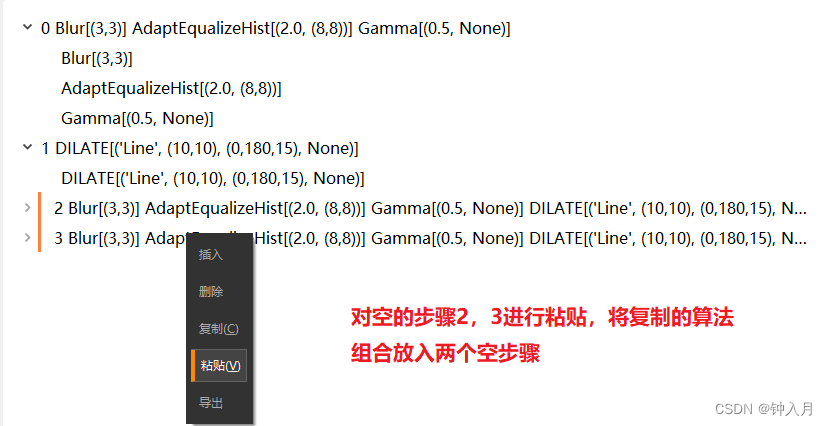 0 Blur[(3,3)] AdaptEqualizeHist[(2.0, (8,8))] Gamma[(0.5, None)]
Blur[(3,3)]
AdaptEqualizeHist[(2.0, (8,8))]
Gamma[(0.5, None)]
1 DILATE[('Line', (10,10), (0,180,15), None)]
DILATE[('Line', (10,10), (0,180,15), None)]
2 Blur[(3,3)] AdaptEqualizeHist[(2.0, (8,8))] Gamma[(0.5, None)] DILATE[('Line', (10,10), (0,180,15), N...
3 Blur[(3,3)] AdaptEqualizeHist[(2.0, (8,8))] Gamma[(0.5, None)] DILATE[('Line', (10,10), (0,180,15), N...
插入
删除
复制(C)
粘贴(V)
导出
对空的步骤2，3进行粘贴，将复制的算法
组合放入两个空步骤
CSDN @钟入月